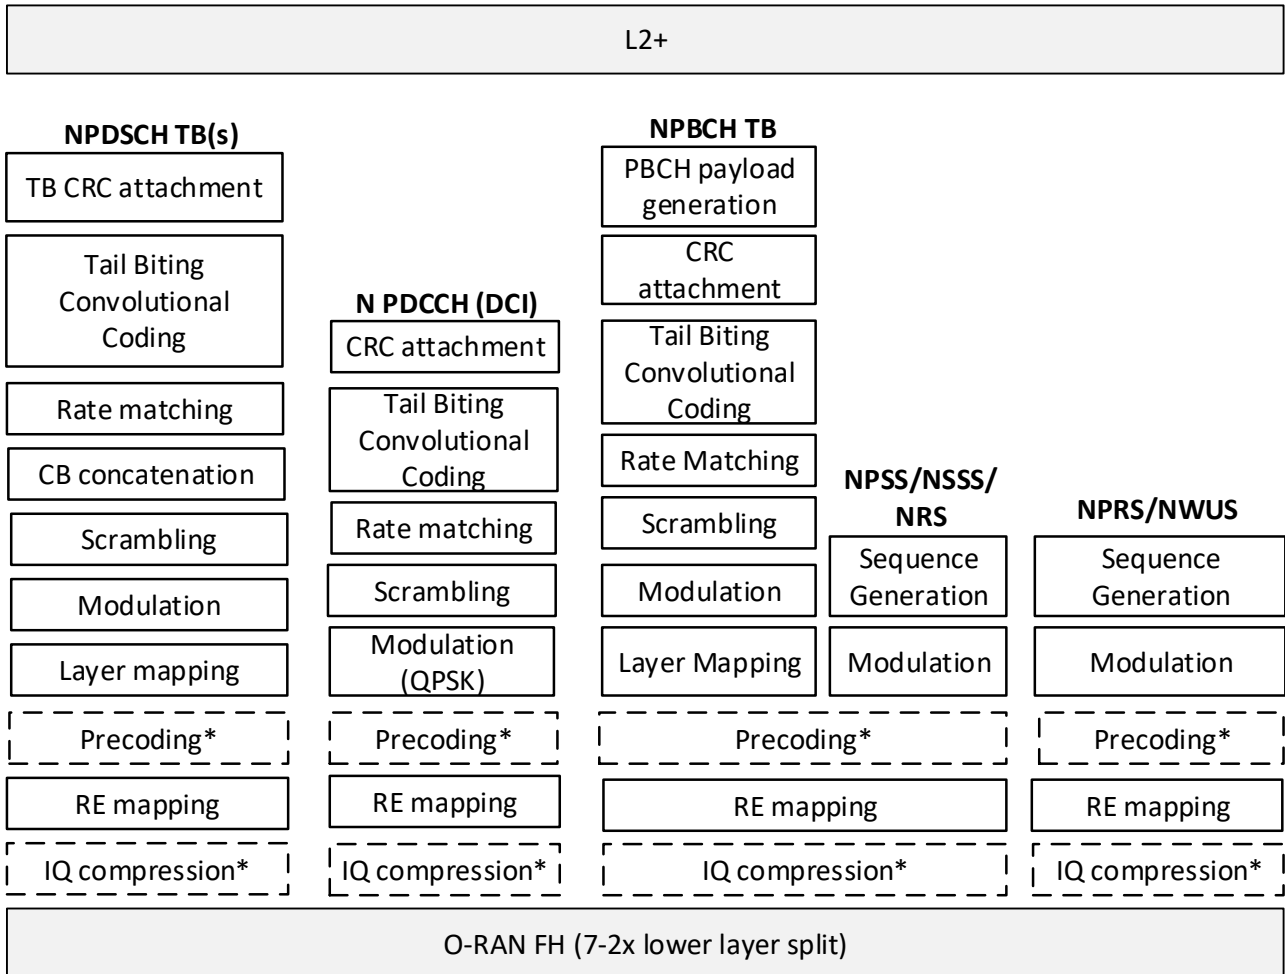 L2+
NPDSCH TB(s)
TB CRC attachment
Tail Biting
Convolutional
Coding
Rate matching
CB concatenation
Scrambling
Modulation
Layer mapping
Precoding*
RE mapping
IQ compression*
N PDCCH (DCI)
CRC attachment
Tail Biting
Convolutional
Coding
Rate matching
Scrambling
Modulation
(QPSK)
Precoding*
RE mapping
IQ compression*
NPBCH TB
PBCH payload
generation
CRC
attachment
Tail Biting
Convolutional
Coding
Rate Matching
Scrambling
Modulation
Layer Mapping
NPSS/NSSS/
NRS
Sequence
Generation
Modulation
Precoding*
RE mapping
IQ compression*
NPRS/NWUS
Sequence
Generation
Modulation
Precoding*
RE mapping
IQ compression*
O-RAN FH (7-2x lower layer split)